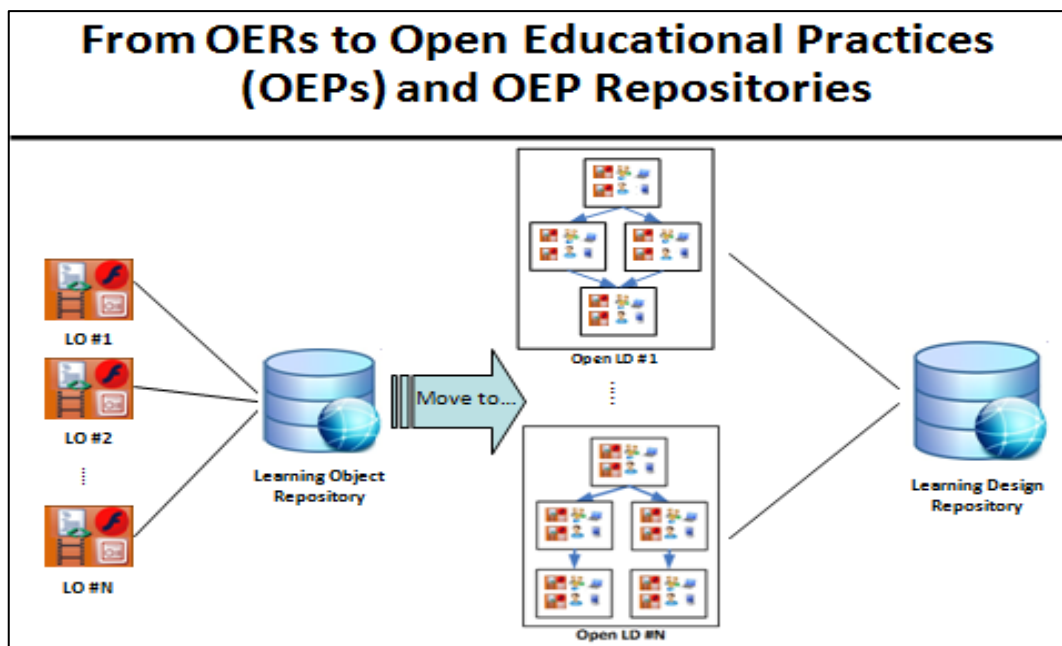 From OERs to Open Educational Practices
(OEPs) and OEP Repositories
LO #1
LO #2
LO #N
Learning Object
Repository
Move to...
Open LD #1
Open LD #N
Learning Design
Repository